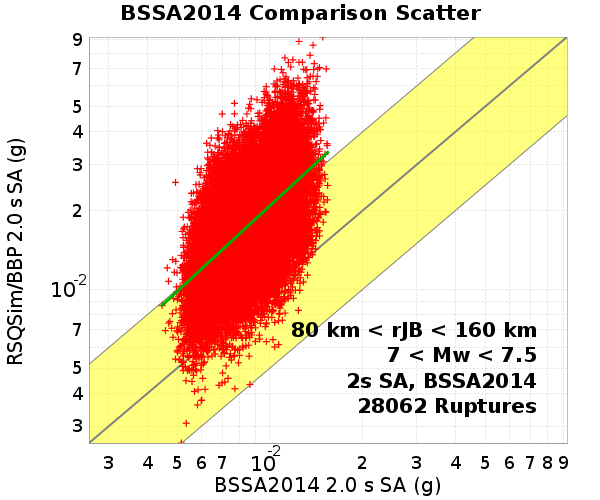 BSSA2014 Comparison Scatter
RSQSim/BBP 2.0 s SA (g)
9
7
5
4
3
2
10-2
7
5
4
3
80 km < rJB < 160 km
7 < Mw < 7.5
2s SA, BSSA2014
28062 Ruptures
3 4 5 6 7 10-2 2 3 4 5 6 7 8 9
BSSA2014 2.0 s SA (g)